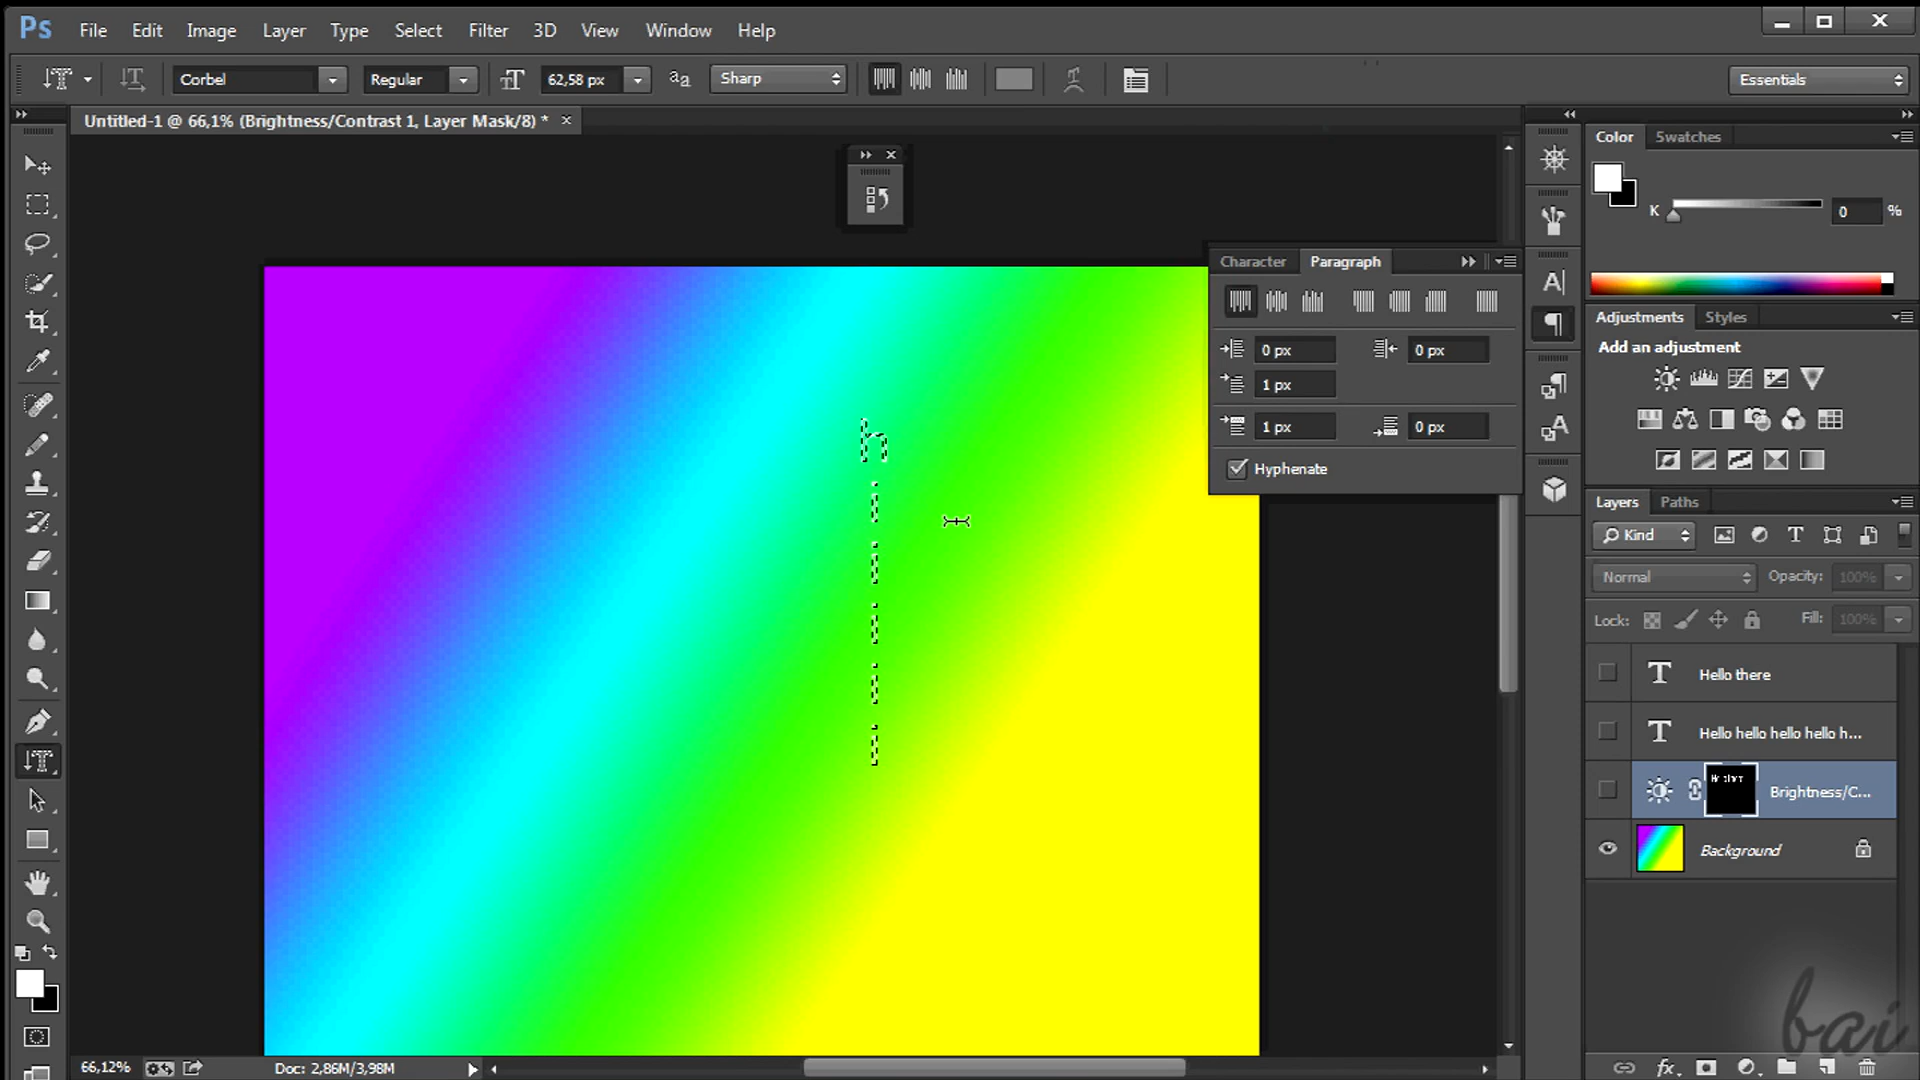 Ps File Edit Image Layer Type Select Filter 3D View Window Help
Corbel Regular 62,58 px Sharp Essentials
Untitled-1 @ 66,1% (Brightness/Contrast 1, Layer Mask/8) * ×
Color Swatches
K 0 %
Character Paragraph
0 px 0 px
1 px
1 px 0 px
Hyphenate
Adjustments Styles
Add an adjustment
h
i
i
i
i
i
Layers Paths
Kind
Normal Opacity: 100%
Lock: Fill: 100%
Hello there
Hello hello hello hello h...
Brightness/C...
Background
bai
66,12% Doc: 2,86M/3,98M
fx